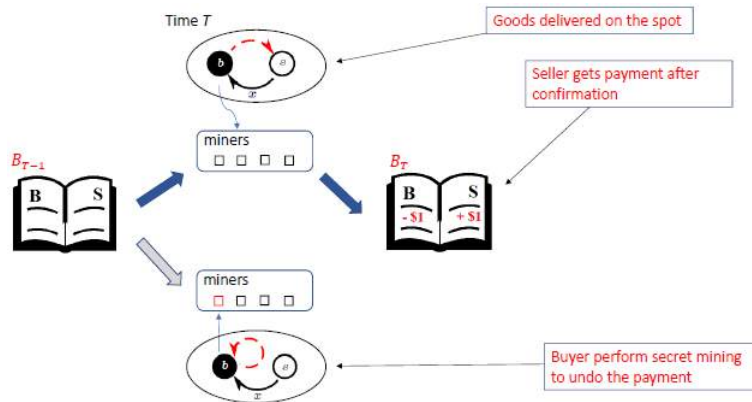 Time T
Goods delivered on the spot
b
s
x
Seller gets payment after
confirmation
miners
B_{T-1}
B_T
B S
B S
- $1 + $1
miners
b
s
x
Buyer perform secret mining
to undo the payment